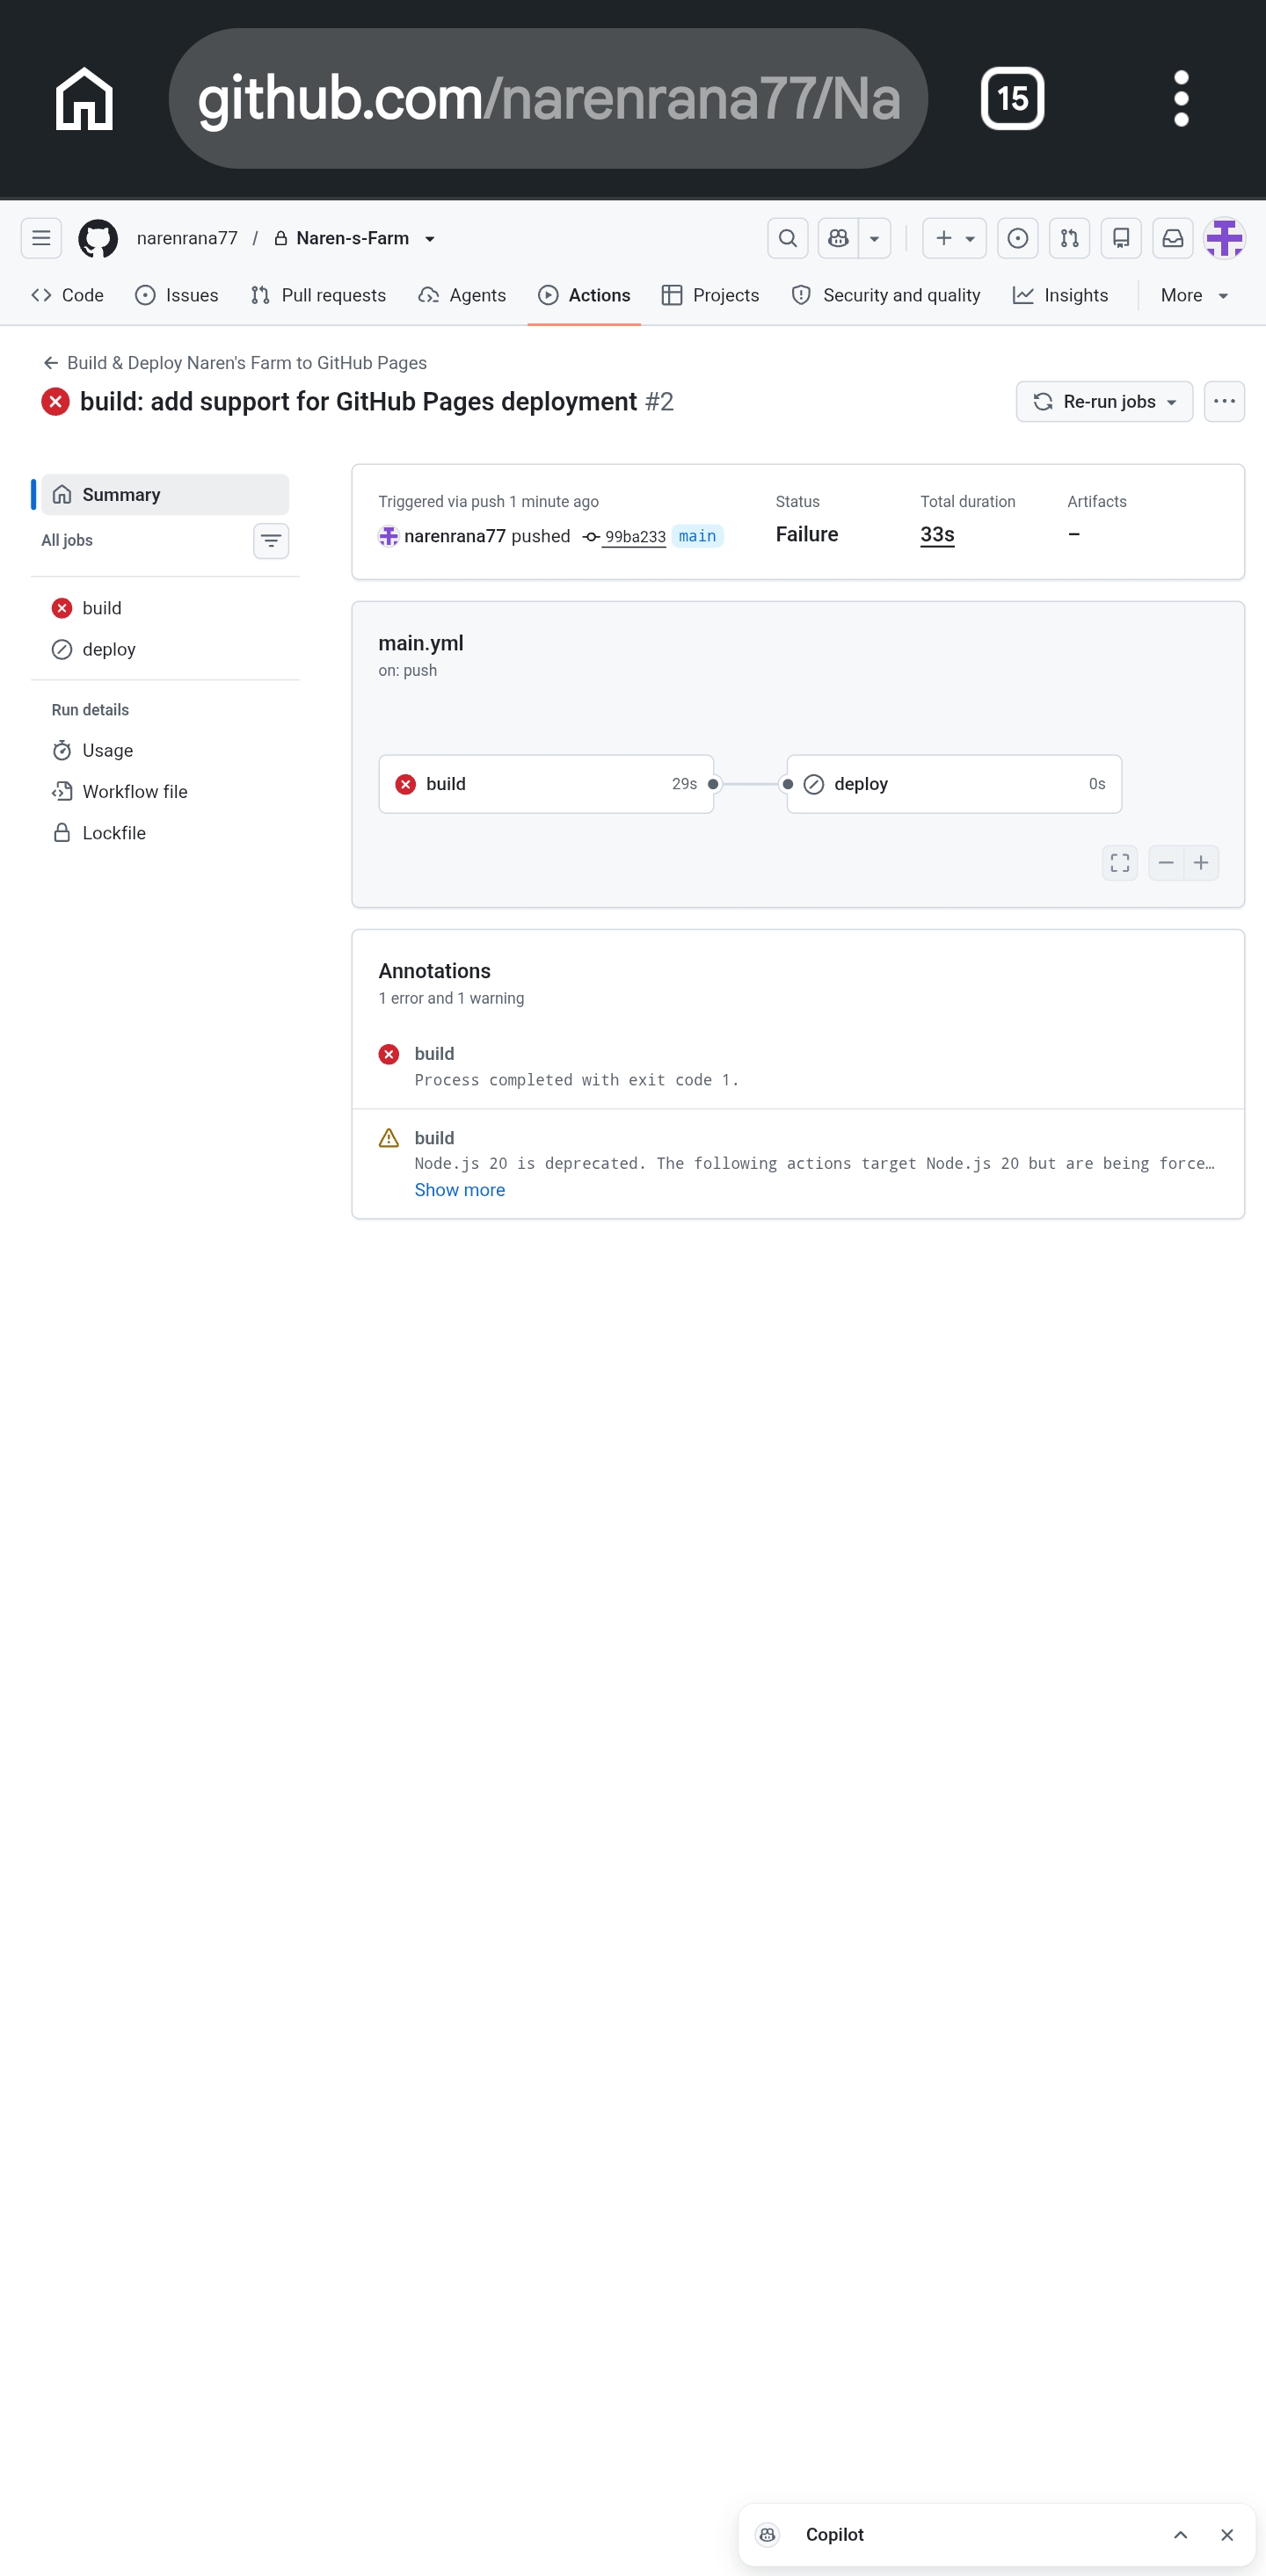 github.com/narenrana77/Na
15
narenrana77 / Naren-s-Farm
Code Issues Pull requests Agents Actions Projects Security and quality Insights More
Build & Deploy Naren's Farm to GitHub Pages
build: add support for GitHub Pages deployment #2
Re-run jobs
Summary
All jobs
build
deploy
Run details
Usage
Workflow file
Lockfile
Triggered via push 1 minute ago
narenrana77 pushed 99ba233 main
Status
Failure
Total duration
33s
Artifacts
–
main.yml
on: push
build 29s
deploy 0s
Annotations
1 error and 1 warning
build
Process completed with exit code 1.
build
Node.js 20 is deprecated. The following actions target Node.js 20 but are being force…
Show more
Copilot